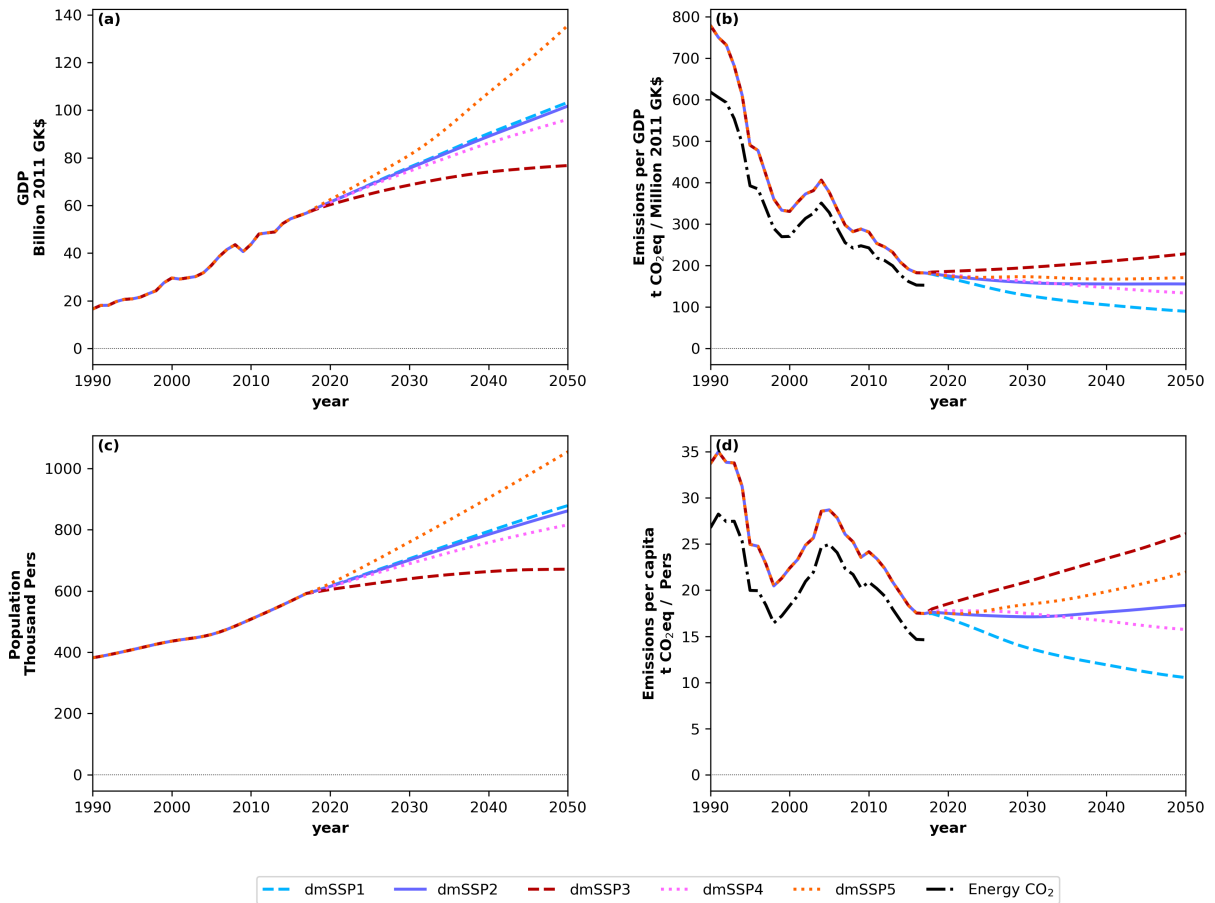 (a)
GDP
Billion 2011 GK$
140
120
100
80
60
40
20
0
1990 2000 2010 2020 2030 2040 2050
year
(b)
Emissions per GDP
t CO₂eq / Million 2011 GK$
800
700
600
500
400
300
200
100
0
1990 2000 2010 2020 2030 2040 2050
year
(c)
Population
Thousand Pers
1000
800
600
400
200
0
1990 2000 2010 2020 2030 2040 2050
year
(d)
Emissions per capita
t CO₂eq / Pers
35
30
25
20
15
10
5
0
1990 2000 2010 2020 2030 2040 2050
year
dmSSP1 dmSSP2 dmSSP3 dmSSP4 dmSSP5 Energy CO₂